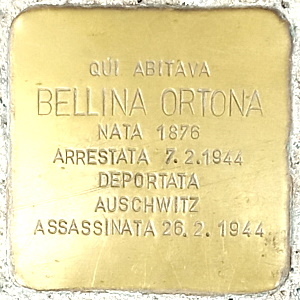 QUI ABITAVA
BELLINA ORTONA
NATA 1876
ARRESTATA 7.2.1944
DEPORTATA
AUSCHWITZ
ASSASSINATA 26.2.1944